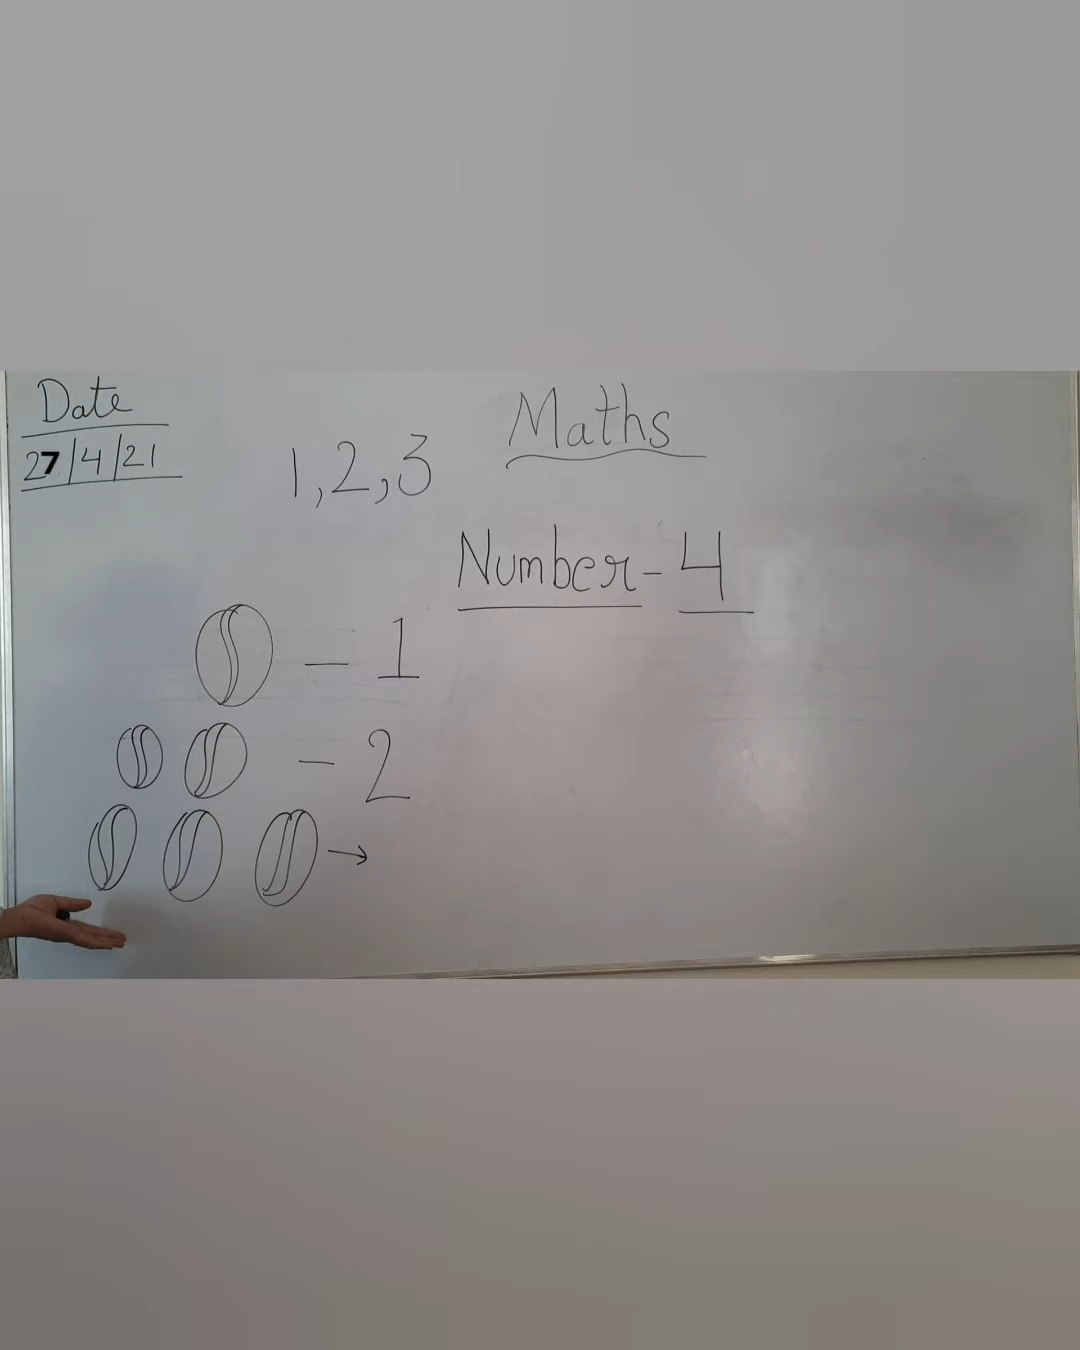 Date
27/4/21
Maths
1,2,3
Number-4
- 1
- 2
→